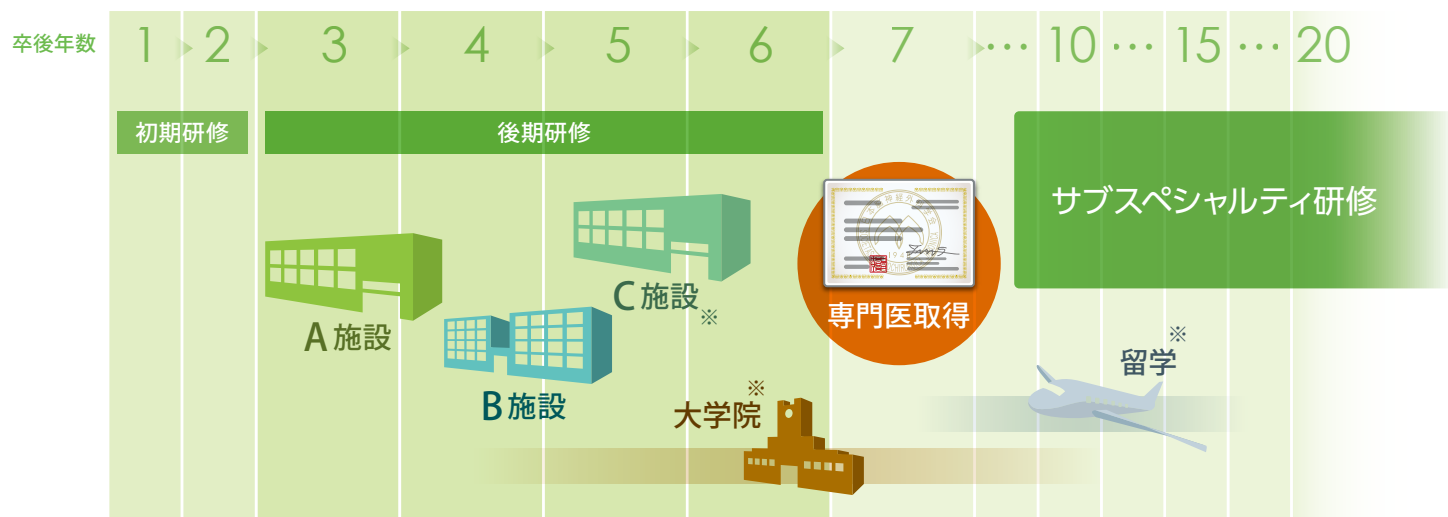 卒後年数 1 2 3 4 5 6 7 … 10 … 15 … 20
初期研修 後期研修
サブスペシャルティ研修
専門医取得
C施設※
A施設
B施設
大学院※
留学※